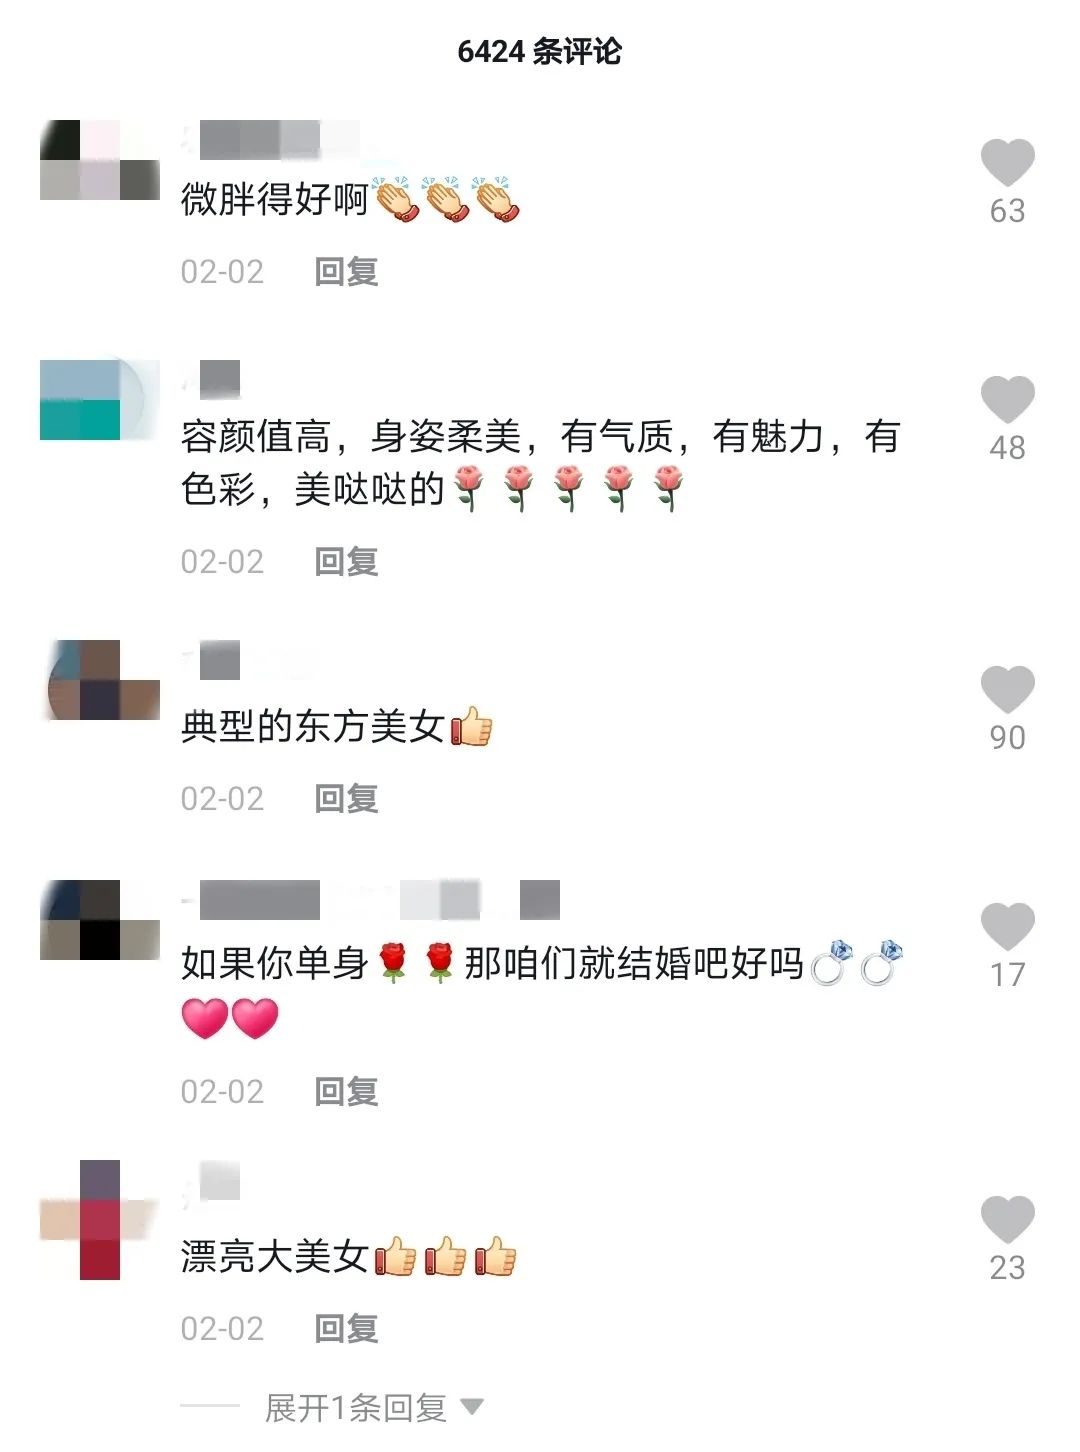 6424 条评论
微胖得好啊👏👏👏
63
02-02 回复
容颜值高，身姿柔美，有气质，有魅力，有
色彩，美哒哒的🌹🌹🌹🌹🌹
48
02-02 回复
典型的东方美女👍
90
02-02 回复
如果你单身🌹🌹那咱们就结婚吧好吗💍💍
💗💗
17
02-02 回复
漂亮大美女👍👍👍
23
02-02 回复
展开1条回复